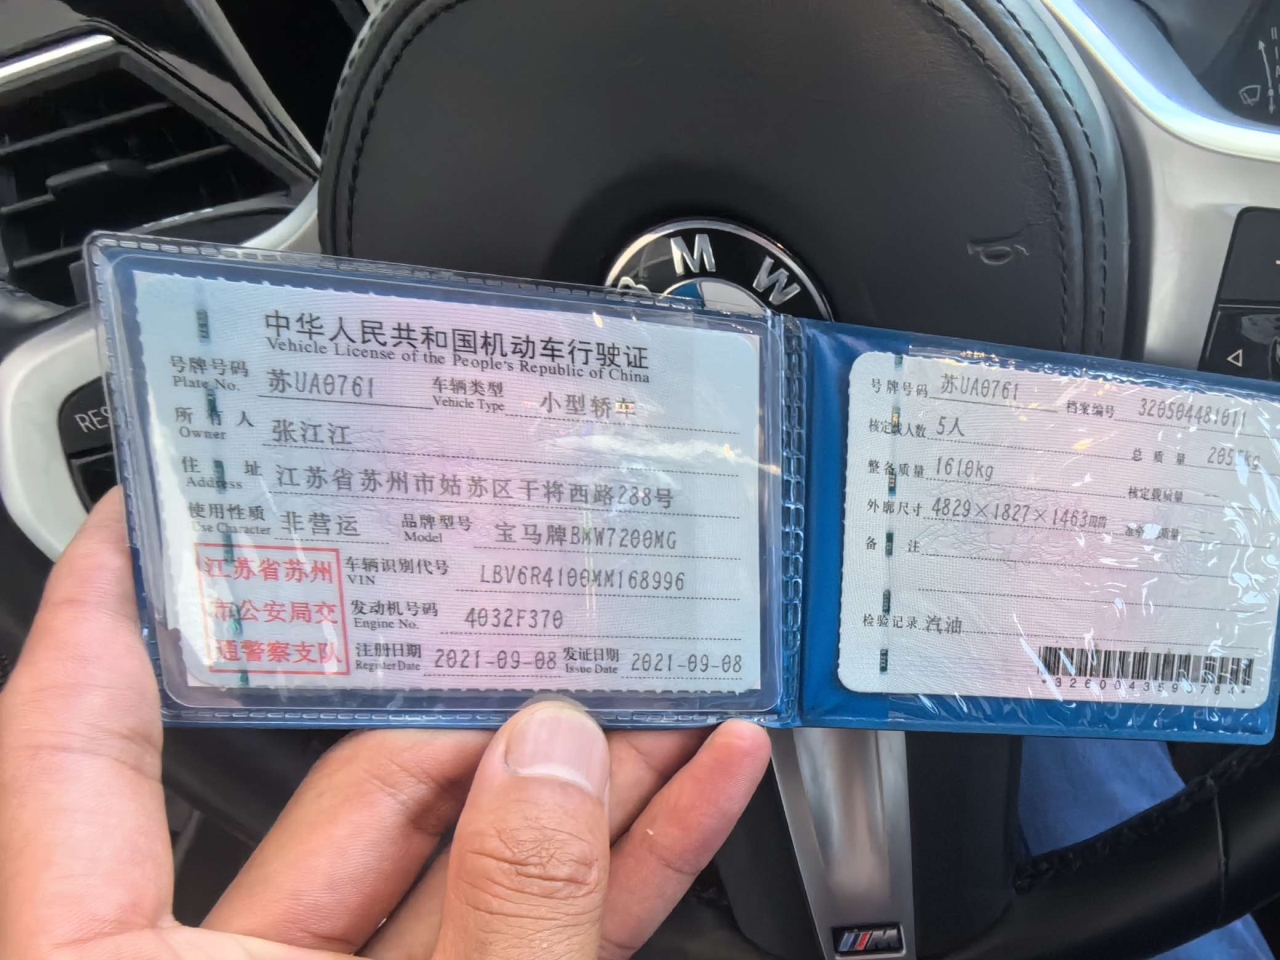 B M W
中华人民共和国机动车行驶证
Vehicle License of the People's Republic of China
号牌号码 苏UA0761 车辆类型 小型轿车
Plate No. Vehicle Type
所有人 张江江
Owner
住址 江苏省苏州市姑苏区干将西路288号
Address
使用性质 非营运 品牌型号 宝马牌BMW7200MG
Use Character Model
江苏省苏州
市公安局交
通警察支队
车辆识别代号 LBV6R4100MM168996
VIN
发动机号码 4032F370
Engine No.
注册日期 2021-09-08 发证日期 2021-09-08
Register Date Issue Date
号牌号码 苏UA0761 档案编号 320504481011
核定载人数 5人 总质量
整备质量 1610kg 核定载质量 --
外廓尺寸 4829×1827×1463mm 准牵 质量 --
备注
检验记录 汽油
RES
M